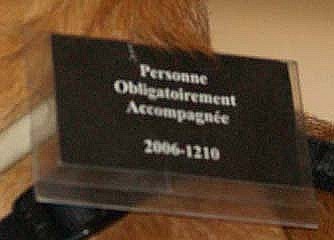 Personne
Obligatoirement
Accompagnée
2006-1210